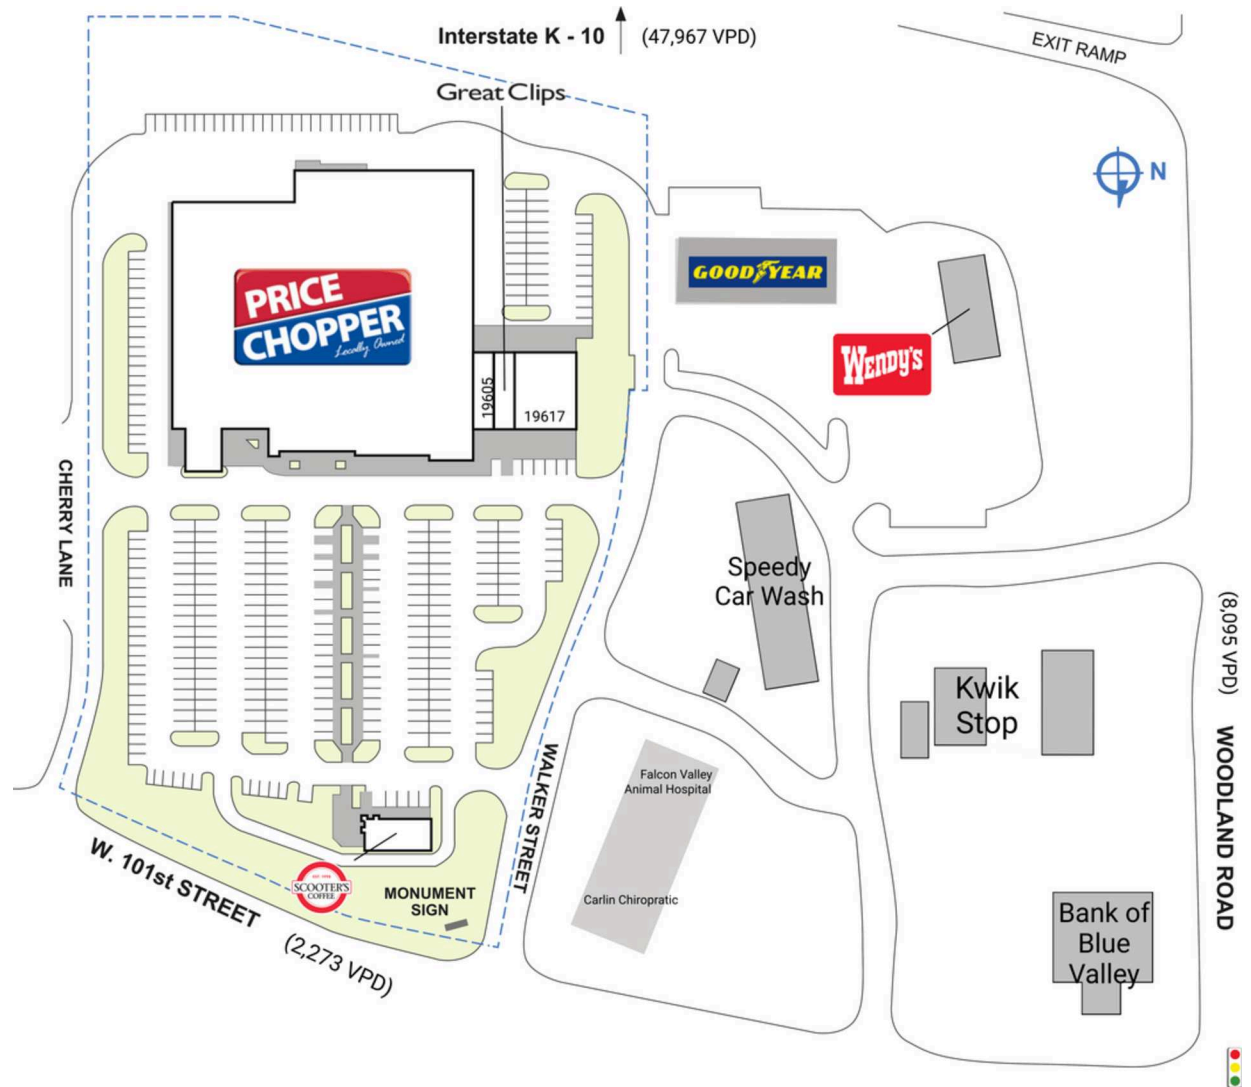 Interstate K - 10 (47,967 VPD)
EXIT RAMP
Great Clips
N
PRICE
CHOPPER
Locally Owned
GOODYEAR
WENDY'S
19605
19617
CHERRY LANE
Speedy
Car Wash
(8,095 VPD)
WOODLAND ROAD
Kwik
Stop
WALKER STREET
Falcon Valley
Animal Hospital
Carlin Chiropratic
W. 101st STREET
(2,273 VPD)
EST. 1998
SCOOTER'S
COFFEE
MONUMENT
SIGN
Bank of
Blue
Valley